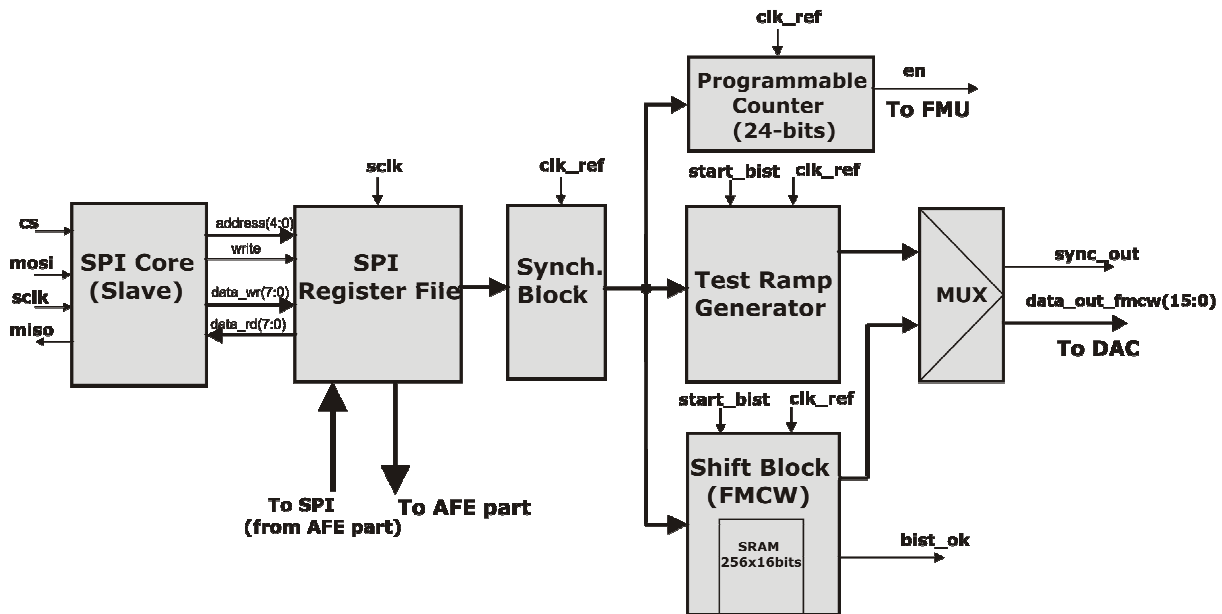 clk_ref
Programmable
Counter
(24-bits)
en
To FMU
sclk
clk_ref
start_bist
clk_ref
cs
mosi
sclk
miso
SPI Core
(Slave)
address(4:0)
write
data_wr(7:0)
data_rd(7:0)
SPI
Register File
Synch.
Block
Test Ramp
Generator
MUX
sync_out
data_out_fmcw(15:0)
To DAC
start_bist
clk_ref
To SPI
(from AFE part)
To AFE part
Shift Block
(FMCW)
SRAM
256x16bits
bist_ok